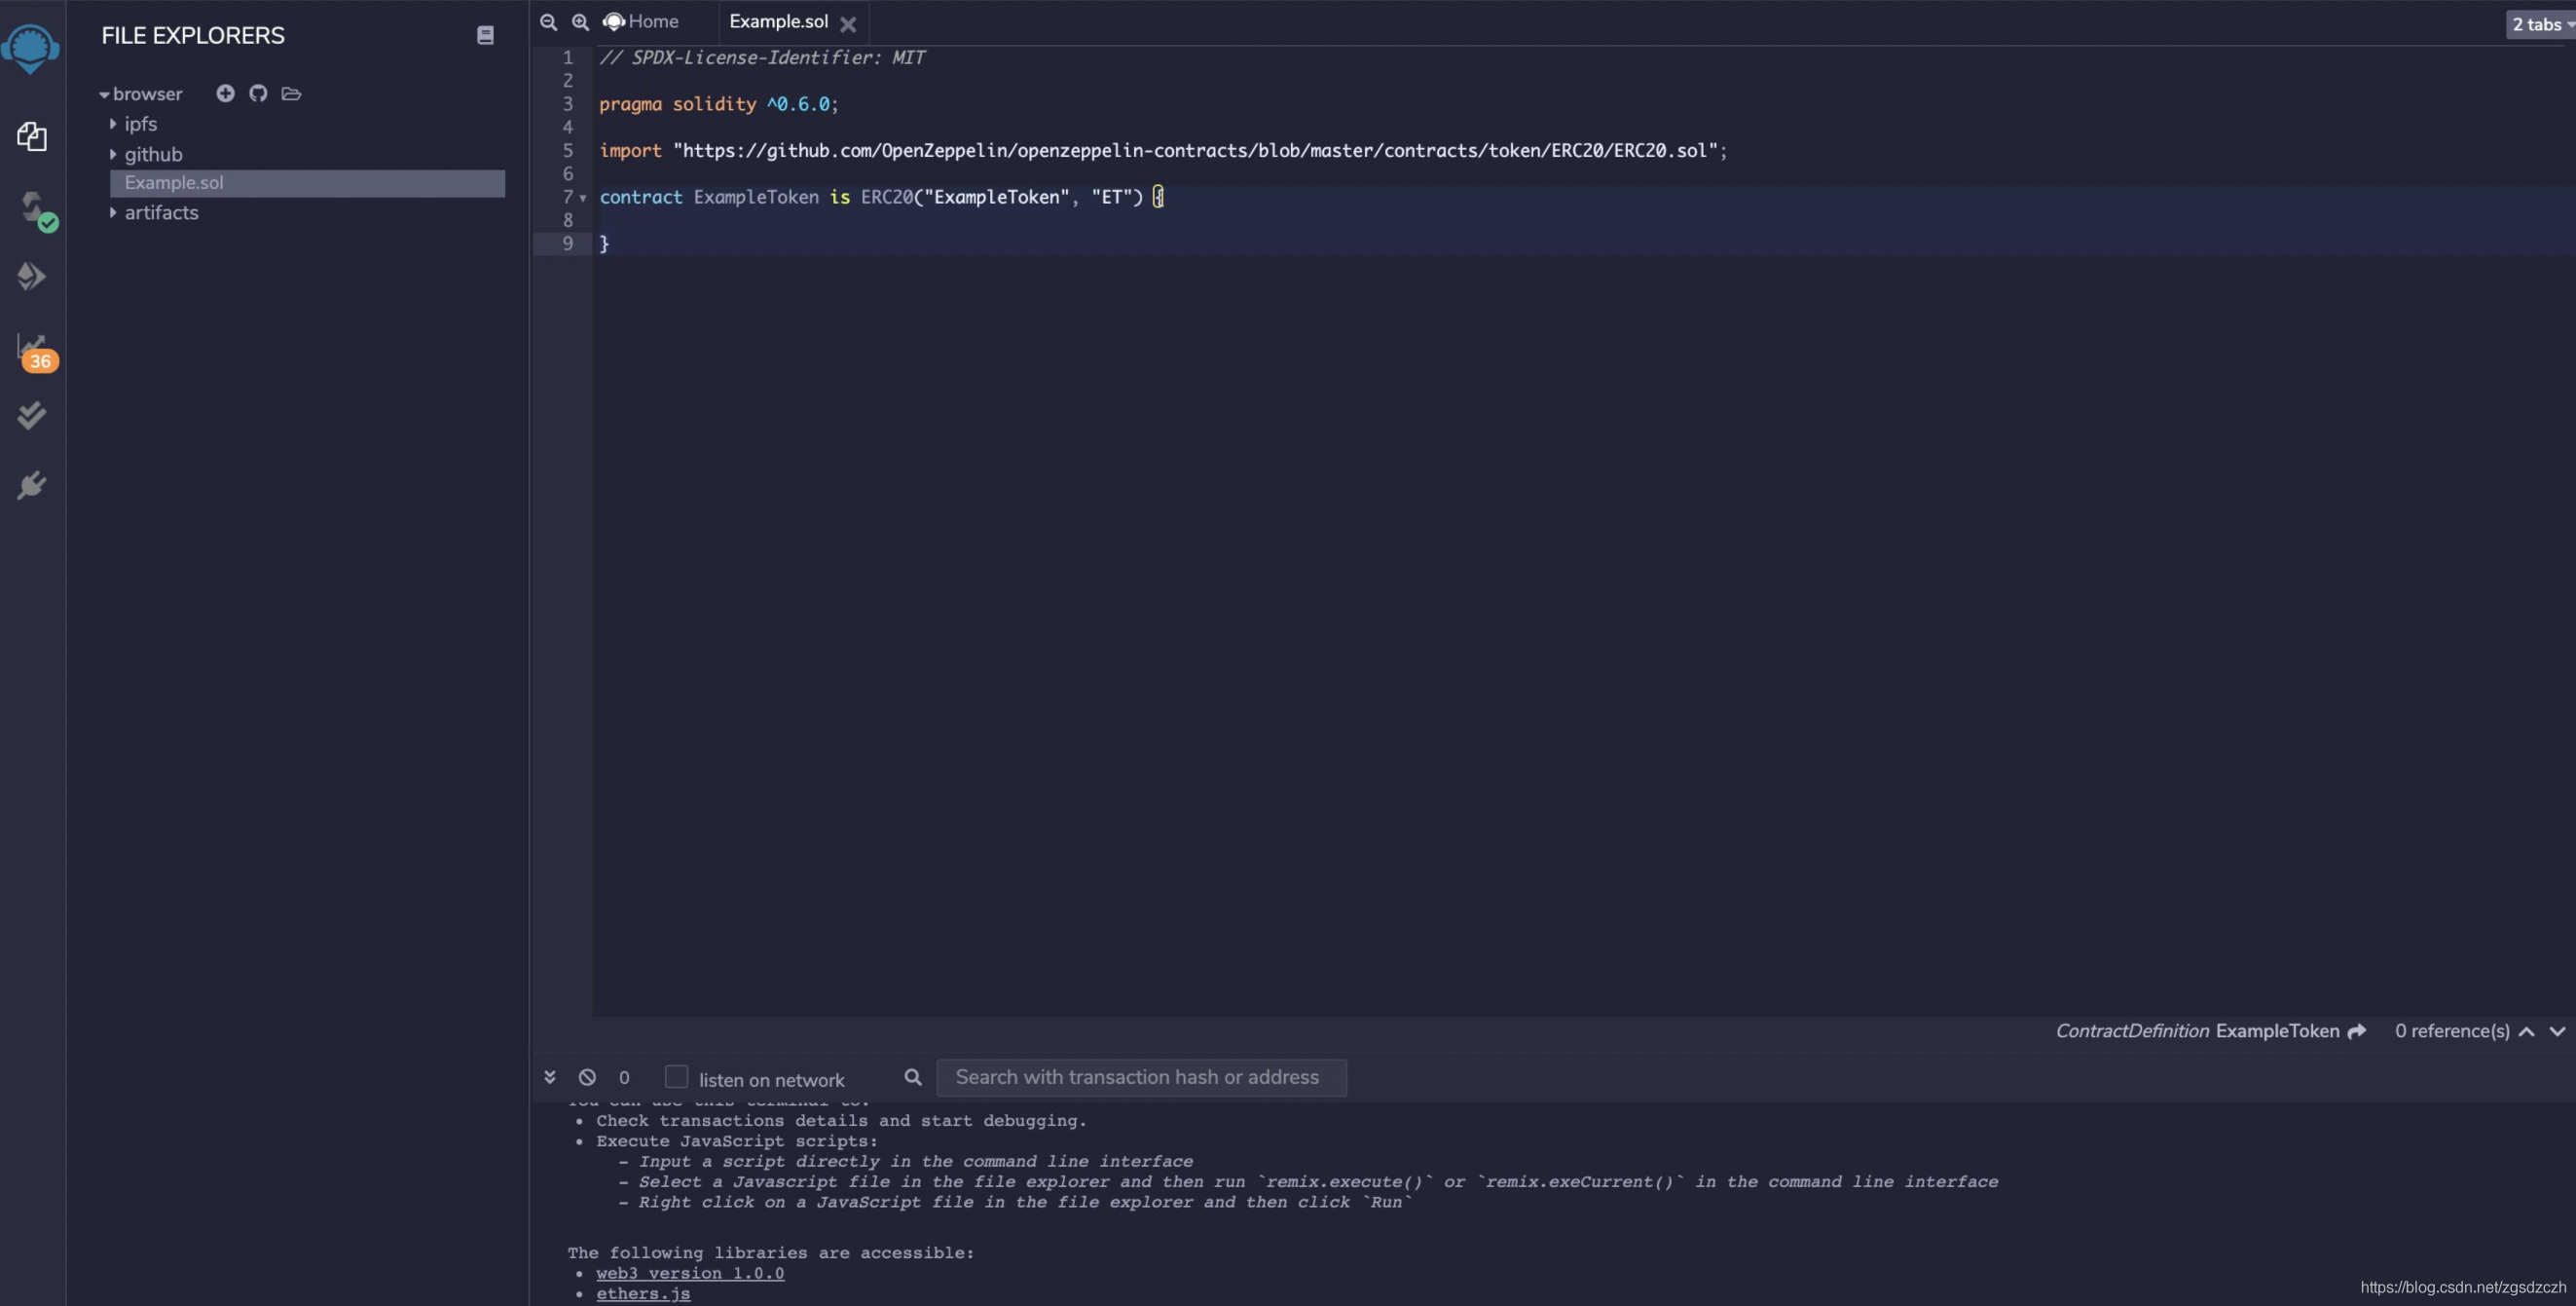 FILE EXPLORERS
browser
ipfs
github
Example.sol
artifacts
36
Home
Example.sol
2 tabs
1 // SPDX-License-Identifier: MIT
2
3 pragma solidity ^0.6.0;
4
5 import "https://github.com/OpenZeppelin/openzeppelin-contracts/blob/master/contracts/token/ERC20/ERC20.sol";
6
7 contract ExampleToken is ERC20("ExampleToken", "ET") {
8
9 }
ContractDefinition ExampleToken 0 reference(s)
0 listen on network Search with transaction hash or address
You can use this terminal to:
• Check transactions details and start debugging.
• Execute JavaScript scripts:
- Input a script directly in the command line interface
- Select a Javascript file in the file explorer and then run `remix.execute()` or `remix.exeCurrent()` in the command line interface
- Right click on a JavaScript file in the file explorer and then click `Run`
The following libraries are accessible:
• web3 version 1.0.0
• ethers.js
https://blog.csdn.net/zgsdzczh